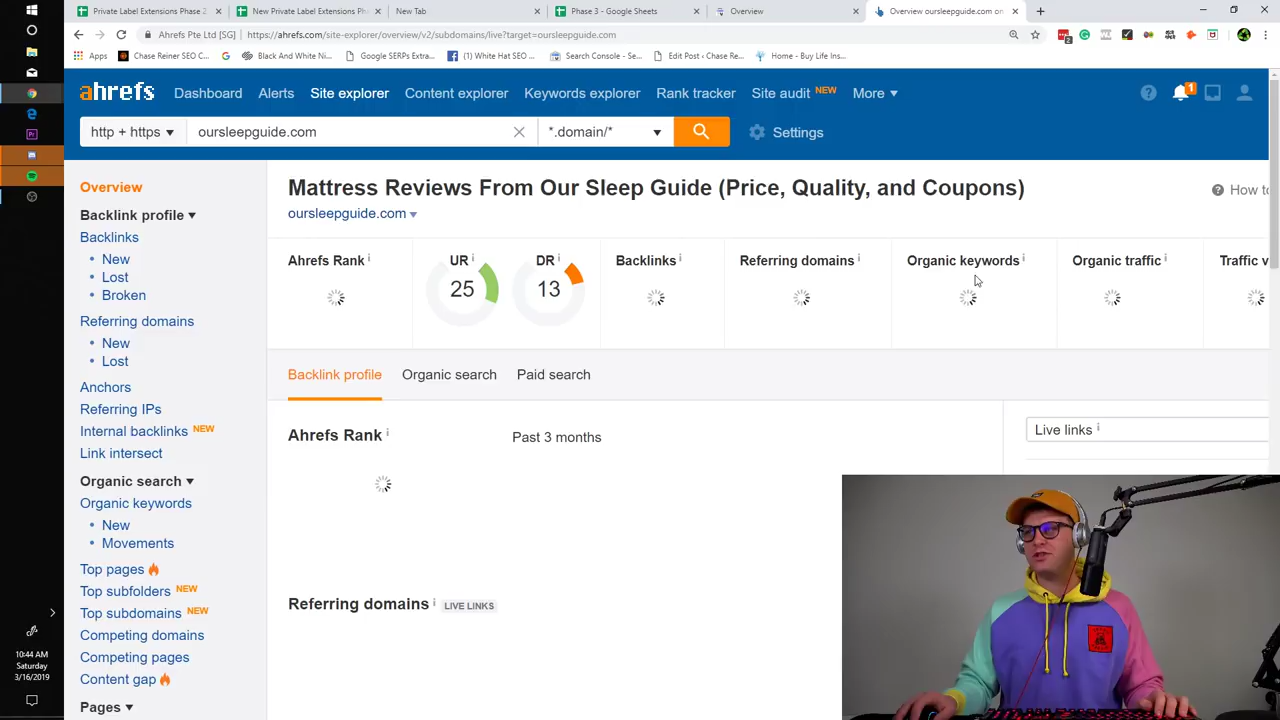 Private Label Extensions Phase 2
New Private Label Extensions Ph
New Tab
Phase 3 - Google Sheets
Overview
Overview oursleepguide.com on
Ahrefs Pte Ltd [SG]
https://ahrefs.com/site-explorer/overview/v2/subdomains/live?target=oursleepguide.com
Apps
Chase Reiner SEO C...
Black And White Ni...
Google SERPs Extra...
White Hat SEO ...
Search Console - Se...
Edit Post ‹ Chase Re...
Home - Buy Life Ins...
ahrefs
Dashboard
Alerts
Site explorer
Content explorer
Keywords explorer
Rank tracker
Site audit NEW
More
1
http + https
oursleepguide.com
*.domain/*
Settings
Overview
Backlink profile
Backlinks
New
Lost
Broken
Referring domains
New
Lost
Anchors
Referring IPs
Internal backlinks NEW
Link intersect
Organic search
Organic keywords
New
Movements
Top pages
Top subfolders NEW
Top subdomains NEW
Competing domains
Competing pages
Content gap
Pages
Mattress Reviews From Our Sleep Guide (Price, Quality, and Coupons)
How to
oursleepguide.com
Ahrefs Rank
UR
25
DR
13
Backlinks
Referring domains
Organic keywords
Organic traffic
Traffic v
Backlink profile
Organic search
Paid search
Ahrefs Rank
Past 3 months
Live links
Referring domains LIVE LINKS
10:44 AM
Saturday
3/16/2019